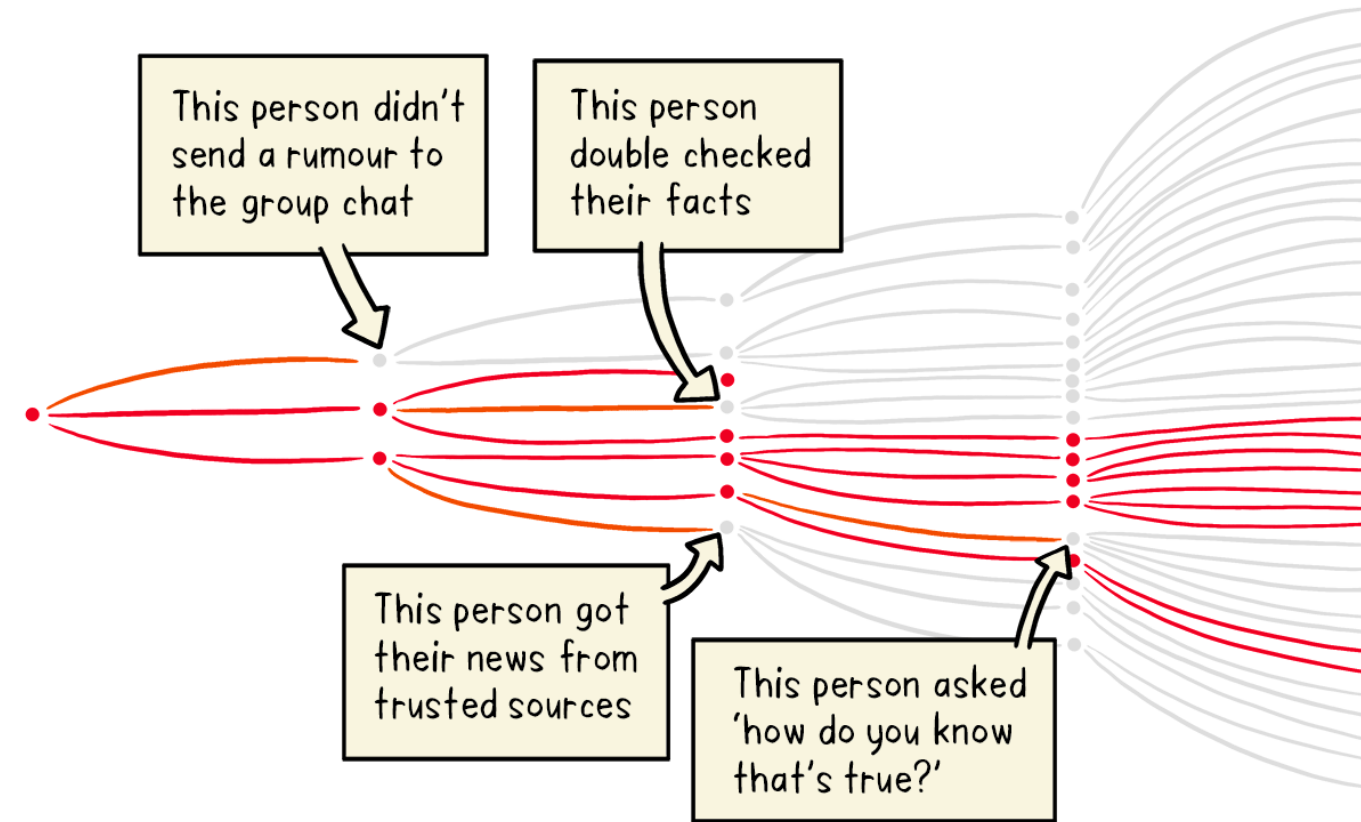 This person didn't
send a rumour to
the group chat
This person
double checked
their facts
This person got
their news from
trusted sources
This person asked
'how do you know
that's true?'